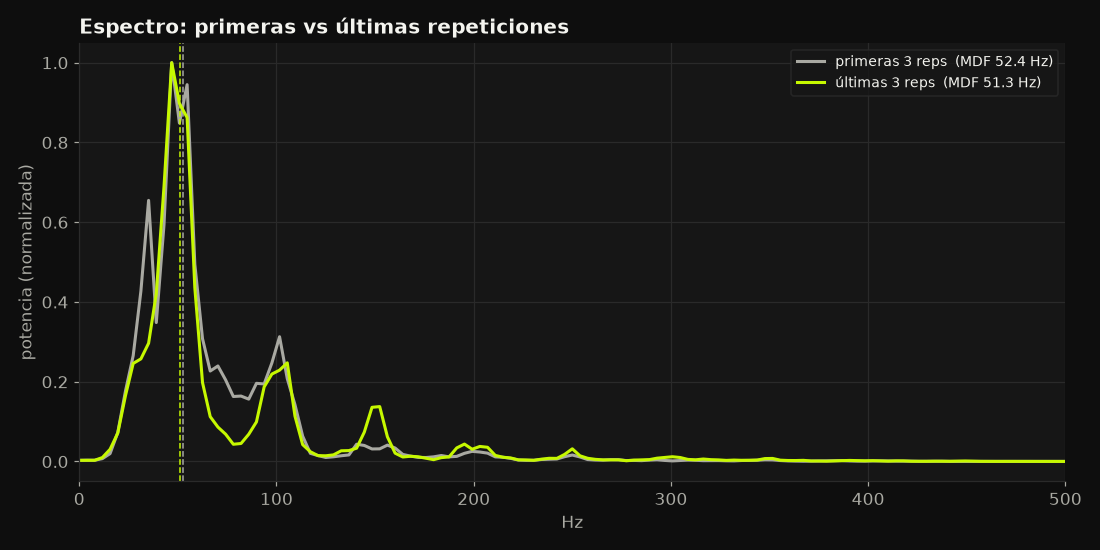 Espectro: primeras vs últimas repeticiones
primeras 3 reps (MDF 52.4 Hz)
últimas 3 reps (MDF 51.3 Hz)
potencia (normalizada)
1.0
0.8
0.6
0.4
0.2
0.0
0 100 200 300 400 500
Hz